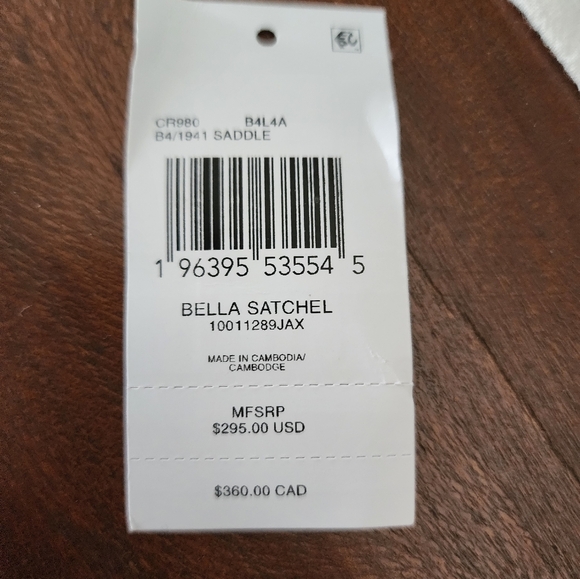 CR980 B4L4A
B4/1941 SADDLE
1 96395 53554 5
BELLA SATCHEL
10011289JAX
MADE IN CAMBODIA/
CAMBODGE
MFSRP
$295.00 USD
$360.00 CAD